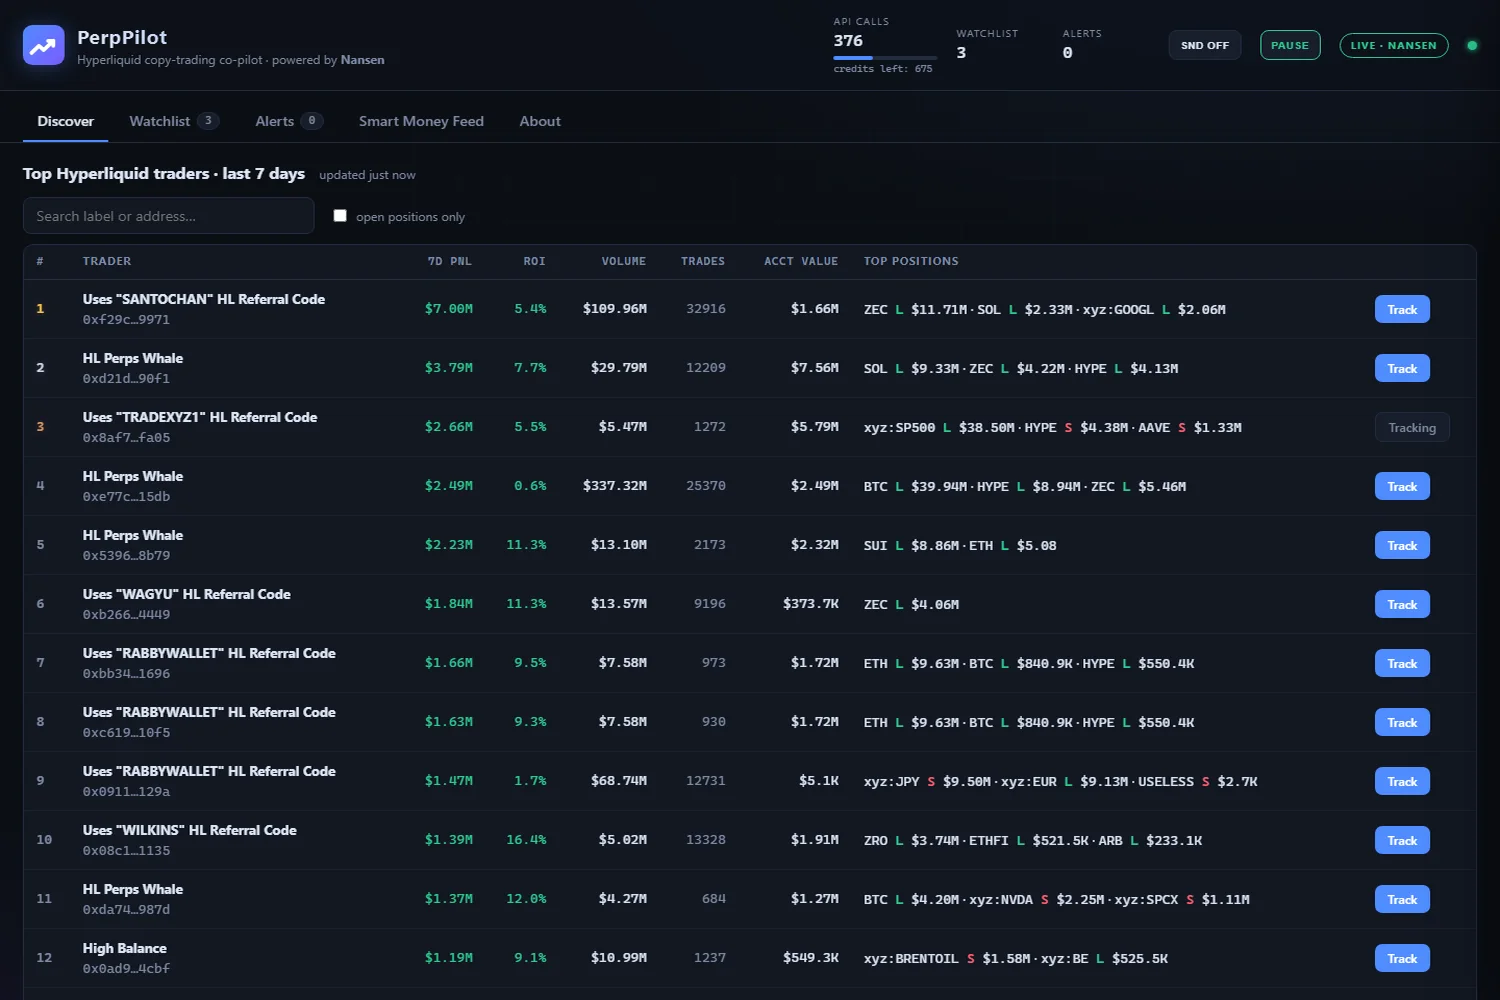 PerpPilot
Hyperliquid copy-trading co-pilot · powered by Nansen
API CALLS
376
credits left: 675
WATCHLIST
3
ALERTS
0
SND OFF
PAUSE
LIVE · NANSEN
Discover
Watchlist 3
Alerts 0
Smart Money Feed
About
Top Hyperliquid traders · last 7 days updated just now
Search label or address...
open positions only
# TRADER 7D PNL ROI VOLUME TRADES ACCT VALUE TOP POSITIONS
1 Uses "SANTOCHAN" HL Referral Code $7.00M 5.4% $109.96M 32916 $1.66M ZEC L $11.71M · SOL L $2.33M · xyz:GOOGL L $2.06M Track
0xf29c…9971
2 HL Perps Whale $3.79M 7.7% $29.79M 12209 $7.56M SOL L $9.33M · ZEC L $4.22M · HYPE L $4.13M Track
0xd21d…90f1
3 Uses "TRADEXYZ1" HL Referral Code $2.66M 5.5% $5.47M 1272 $5.79M xyz:SP500 L $38.50M · HYPE S $4.38M · AAVE S $1.33M Tracking
0x8af7…fa05
4 HL Perps Whale $2.49M 0.6% $337.32M 25370 $2.49M BTC L $39.94M · HYPE L $8.94M · ZEC L $5.46M Track
0xe77c…15db
5 HL Perps Whale $2.23M 11.3% $13.10M 2173 $2.32M SUI L $8.86M · ETH L $5.08 Track
0x5396…8b79
6 Uses "WAGYU" HL Referral Code $1.84M 11.3% $13.57M 9196 $373.7K ZEC L $4.06M Track
0xb266…4449
7 Uses "RABBYWALLET" HL Referral Code $1.66M 9.5% $7.58M 973 $1.72M ETH L $9.63M · BTC L $840.9K · HYPE L $550.4K Track
0xbb34…1696
8 Uses "RABBYWALLET" HL Referral Code $1.63M 9.3% $7.58M 930 $1.72M ETH L $9.63M · BTC L $840.9K · HYPE L $550.4K Track
0xc619…10f5
9 Uses "RABBYWALLET" HL Referral Code $1.47M 1.7% $68.74M 12731 $5.1K xyz:JPY S $9.50M · xyz:EUR L $9.13M · USELESS S $2.7K Track
0x0911…129a
10 Uses "WILKINS" HL Referral Code $1.39M 16.4% $5.02M 13328 $1.91M ZRO L $3.74M · ETHFI L $521.5K · ARB L $233.1K Track
0x08c1…1135
11 HL Perps Whale $1.37M 12.0% $4.27M 684 $1.27M BTC L $4.20M · xyz:NVDA S $2.25M · xyz:SPCX S $1.11M Track
0xda74…987d
12 High Balance $1.19M 9.1% $10.99M 1237 $549.3K xyz:BRENTOIL S $1.58M · xyz:BE L $525.5K Track
0x0ad9…4cbf